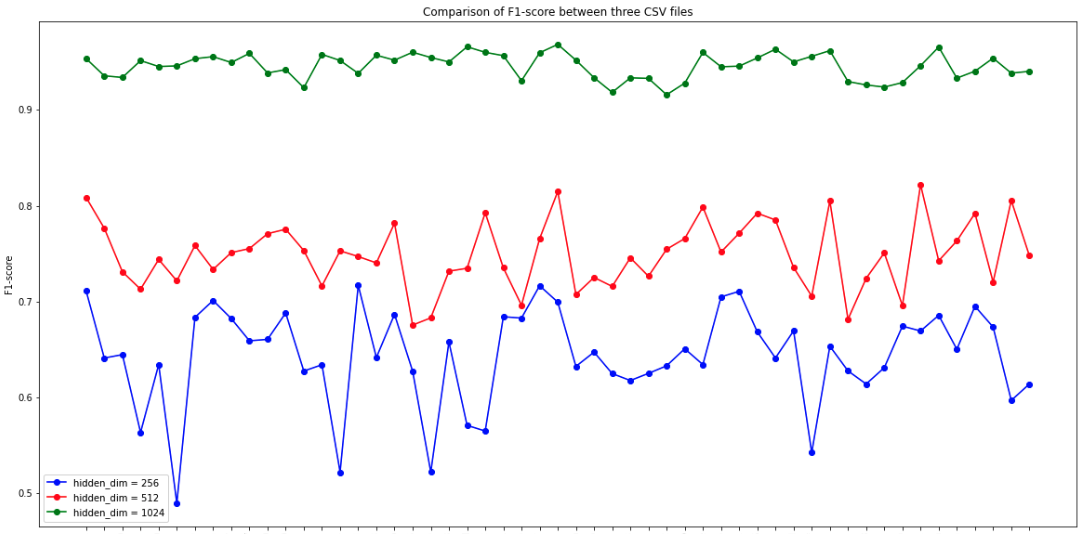 Comparison of F1-score between three CSV files
F1-score
0.9
0.8
0.7
0.6
0.5
hidden_dim = 256
hidden_dim = 512
hidden_dim = 1024